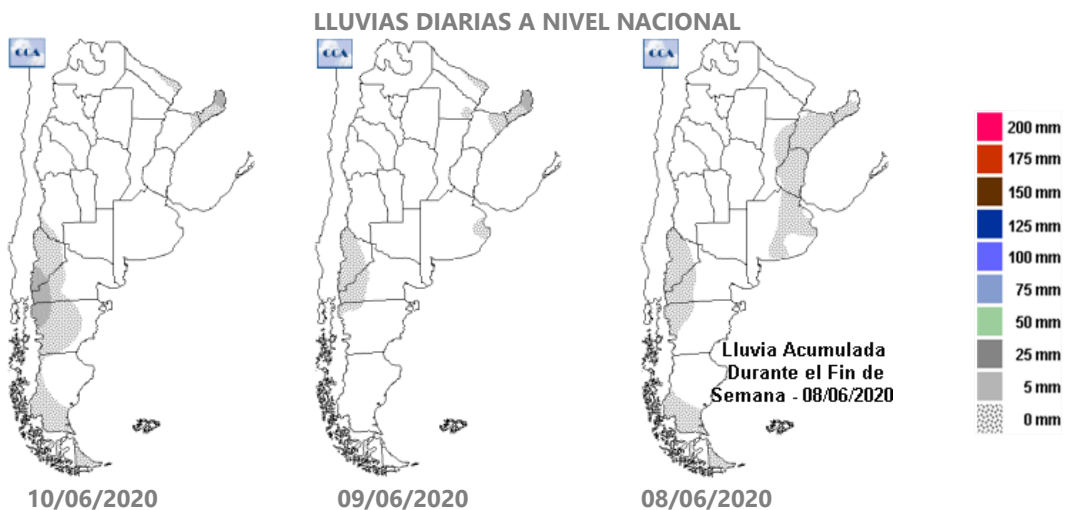 LLUVIAS DIARIAS A NIVEL NACIONAL
CCA
CCA
CCA
200 mm
175 mm
150 mm
125 mm
100 mm
75 mm
50 mm
25 mm
5 mm
0 mm
Lluvia Acumulada
Durante el Fin de
Semana - 08/06/2020
10/06/2020
09/06/2020
08/06/2020